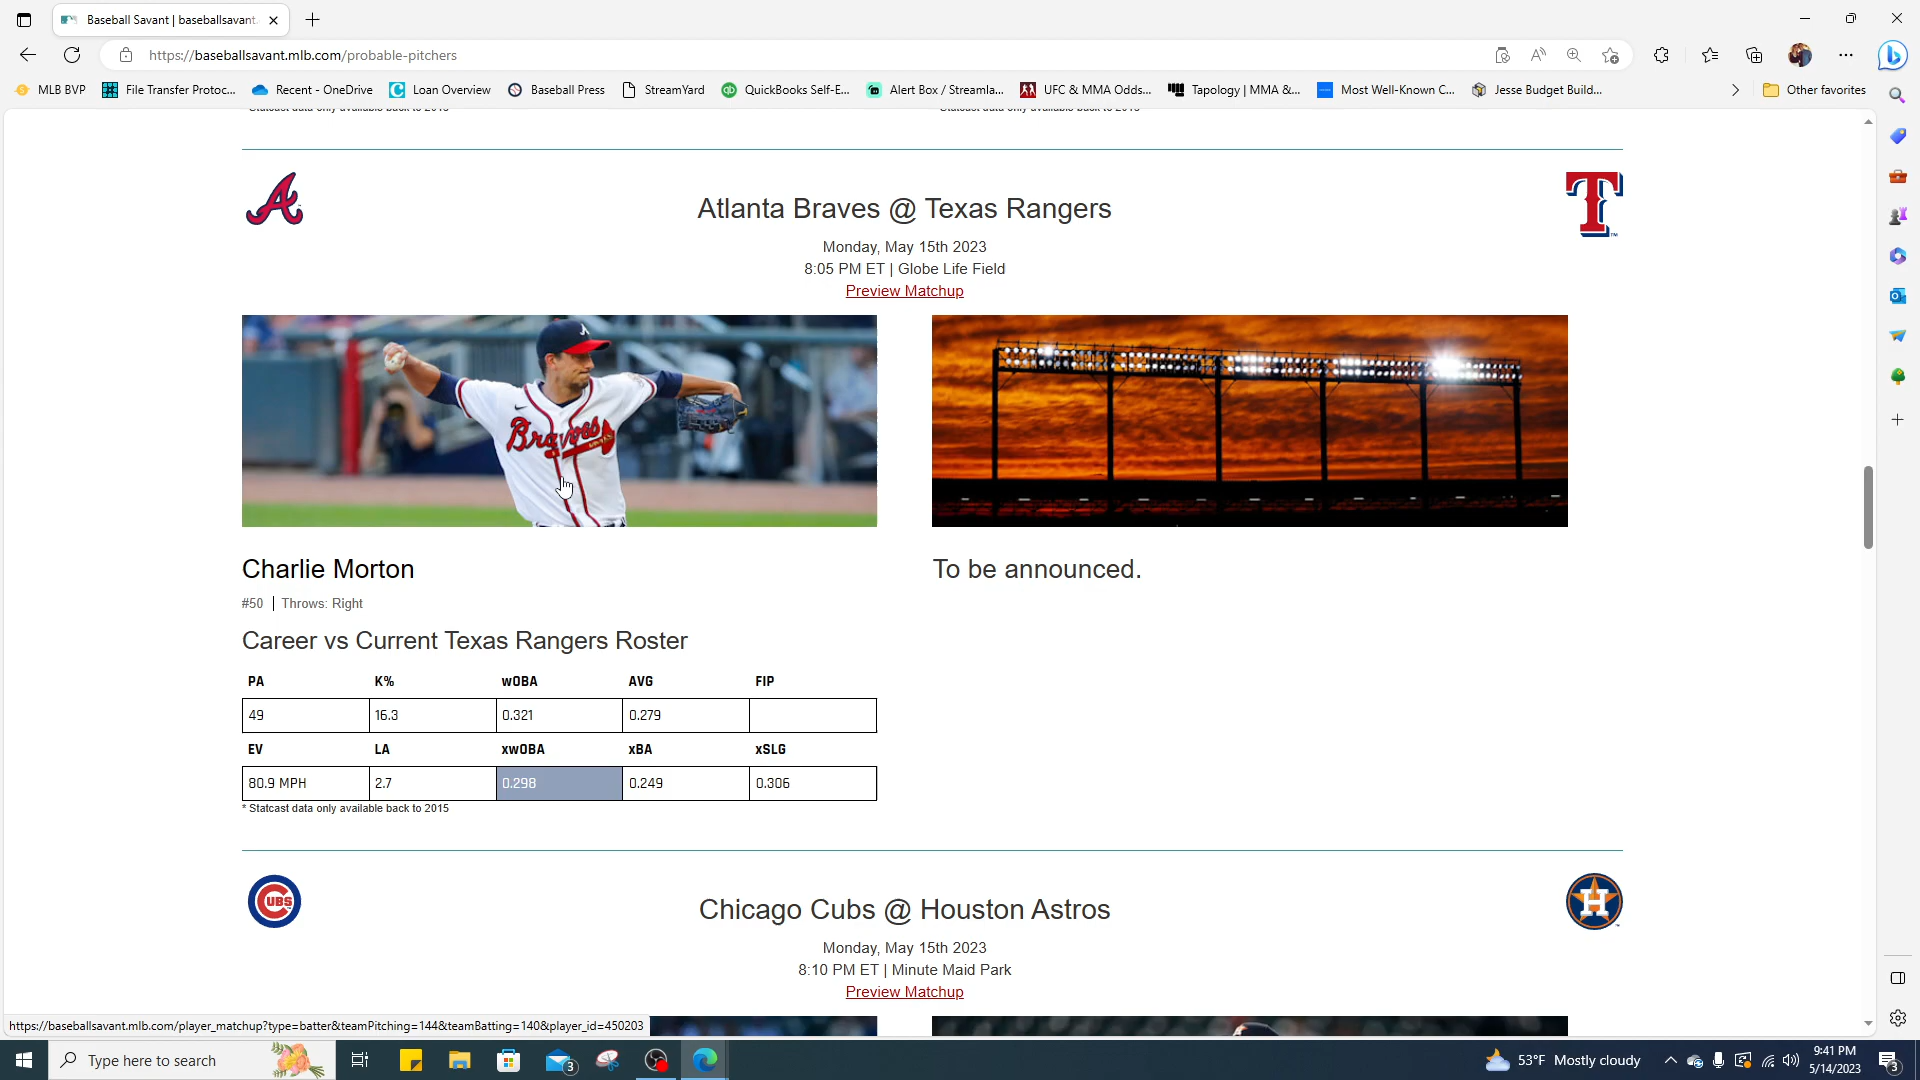 Baseball Savant | baseballsavant.
https://baseballsavant.mlb.com/probable-pitchers
MLB BVP
File Transfer Protoc...
Recent - OneDrive
Loan Overview
Baseball Press
StreamYard
QuickBooks Self-E...
Alert Box / Streamla...
UFC & MMA Odds...
Tapology | MMA &...
Most Well-Known C...
Jesse Budget Build...
Other favorites
Atlanta Braves @ Texas Rangers
Monday, May 15th 2023
8:05 PM ET | Globe Life Field
Preview Matchup
Braves
Charlie Morton
To be announced.
#50 | Throws: Right
Career vs Current Texas Rangers Roster
PA K% wOBA AVG FIP
49 16.3 0.321 0.279
EV LA xwOBA xBA xSLG
80.9 MPH 2.7 0.298 0.249 0.306
* Statcast data only available back to 2015
CUBS
H
Chicago Cubs @ Houston Astros
Monday, May 15th 2023
8:10 PM ET | Minute Maid Park
Preview Matchup
https://baseballsavant.mlb.com/player_matchup?type=batter&teamPitching=144&teamBatting=140&player_id=450203
Type here to search
3
53°F Mostly cloudy
9:41 PM
5/14/2023
3